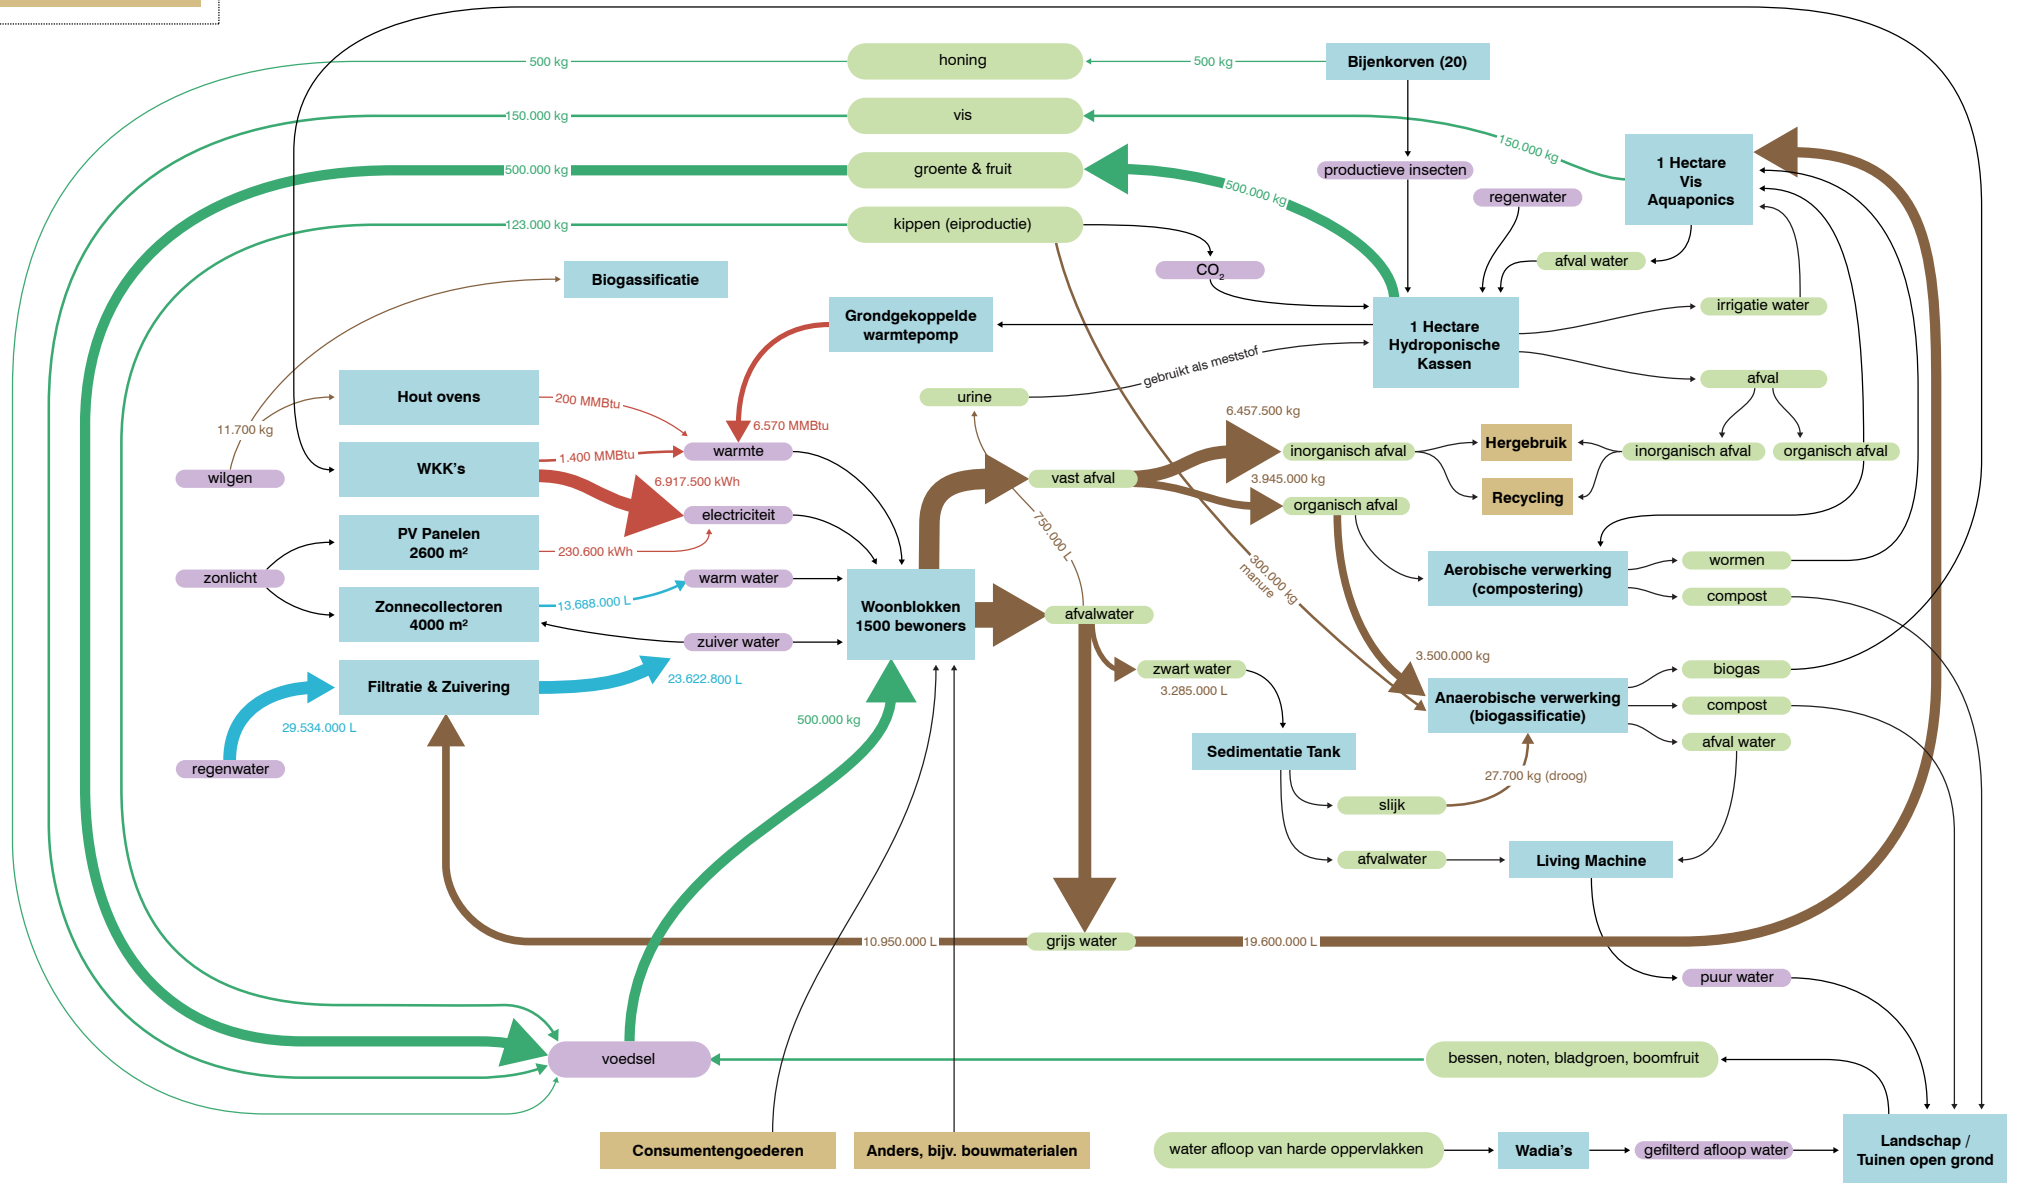 500 kg
honing
500 kg
Bijenkorven (20)
150.000 kg
vis
150.000 kg
1 Hectare
Vis
Aquaponics
500.000 kg
groente & fruit
500.000 kg
productieve insecten
regenwater
123.000 kg
kippen (eiproductie)
CO2
afval water
Biogassificatie
irrigatie water
Grondgekoppelde
warmtepomp
1 Hectare
Hydroponische
Kassen
gebruikt als meststof
afval
Hout ovens
200 MMBtu
urine
11.700 kg
6.570 MMBtu
6.457.500 kg
wilgen
WKK's
1.400 MMBtu
warmte
inorganisch afval
Hergebruik
inorganisch afval
organisch afval
6.917.500 kWh
vast afval
3.945.000 kg
Recycling
electriciteit
organisch afval
PV Panelen
2600 m²
230.600 kWh
750.000 L
wormen
zonlicht
warm water
300.000 kg
manure
Aerobische verwerking
(compostering)
compost
Zonnecollectoren
4000 m²
13.688.000 L
Woonblokken
1500 bewoners
afvalwater
zuiver water
3.500.000 kg
zwart water
3.285.000 L
biogas
Filtratie & Zuivering
23.622.800 L
Anaerobische verwerking
(biogassificatie)
compost
29.534.000 L
500.000 kg
afval water
regenwater
Sedimentatie Tank
27.700 kg (droog)
slijk
afvalwater
Living Machine
10.950.000 L
grijs water
19.600.000 L
puur water
voedsel
bessen, noten, bladgroen, boomfruit
Consumentengoederen
Anders, bijv. bouwmaterialen
water afloop van harde oppervlakken
Wadia's
gefilterd afloop water
Landschap /
Tuinen open grond